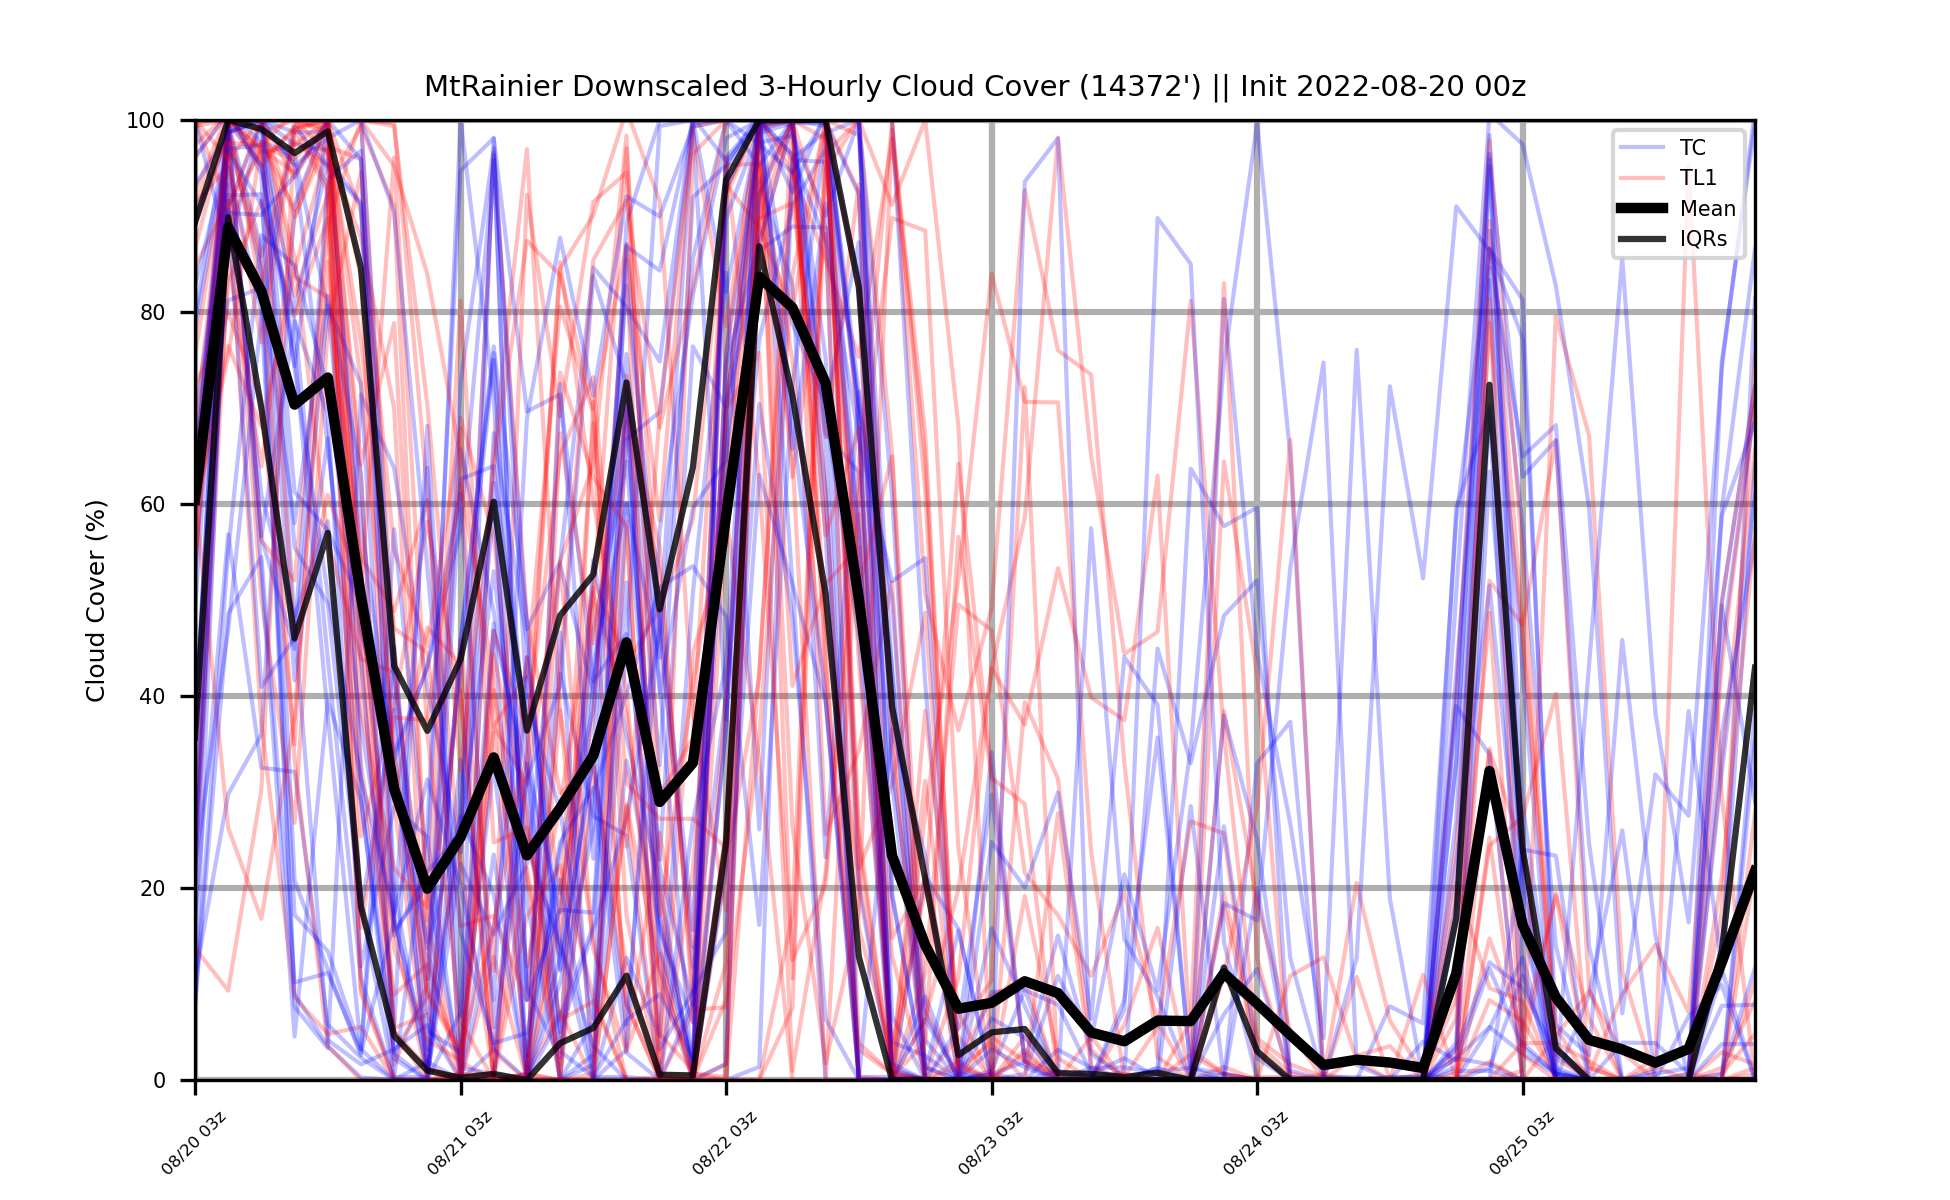 MtRainier Downscaled 3-Hourly Cloud Cover (14372') || Init 2022-08-20 00z
TC
TL1
Mean
IQRs
Cloud Cover (%)
100
80
60
40
20
0
08/20 03z
08/21 03z
08/22 03z
08/23 03z
08/24 03z
08/25 03z